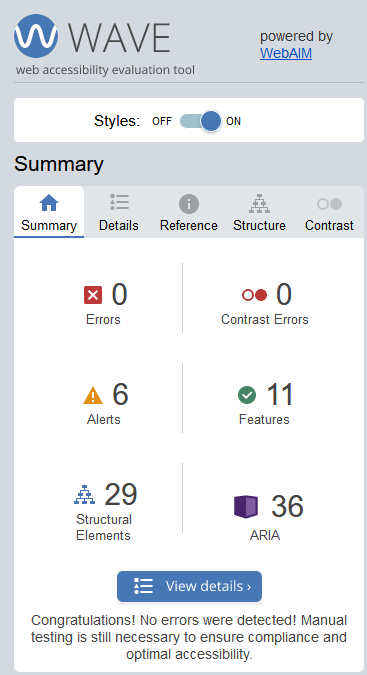 WAVE
web accessibility evaluation tool
powered by
WebAIM
Styles: OFF ON
Summary
Summary Details Reference Structure Contrast
0 0
Errors Contrast Errors
6 11
Alerts Features
29 36
Structural
Elements
ARIA
View details ›
Congratulations! No errors were detected! Manual
testing is still necessary to ensure compliance and
optimal accessibility.